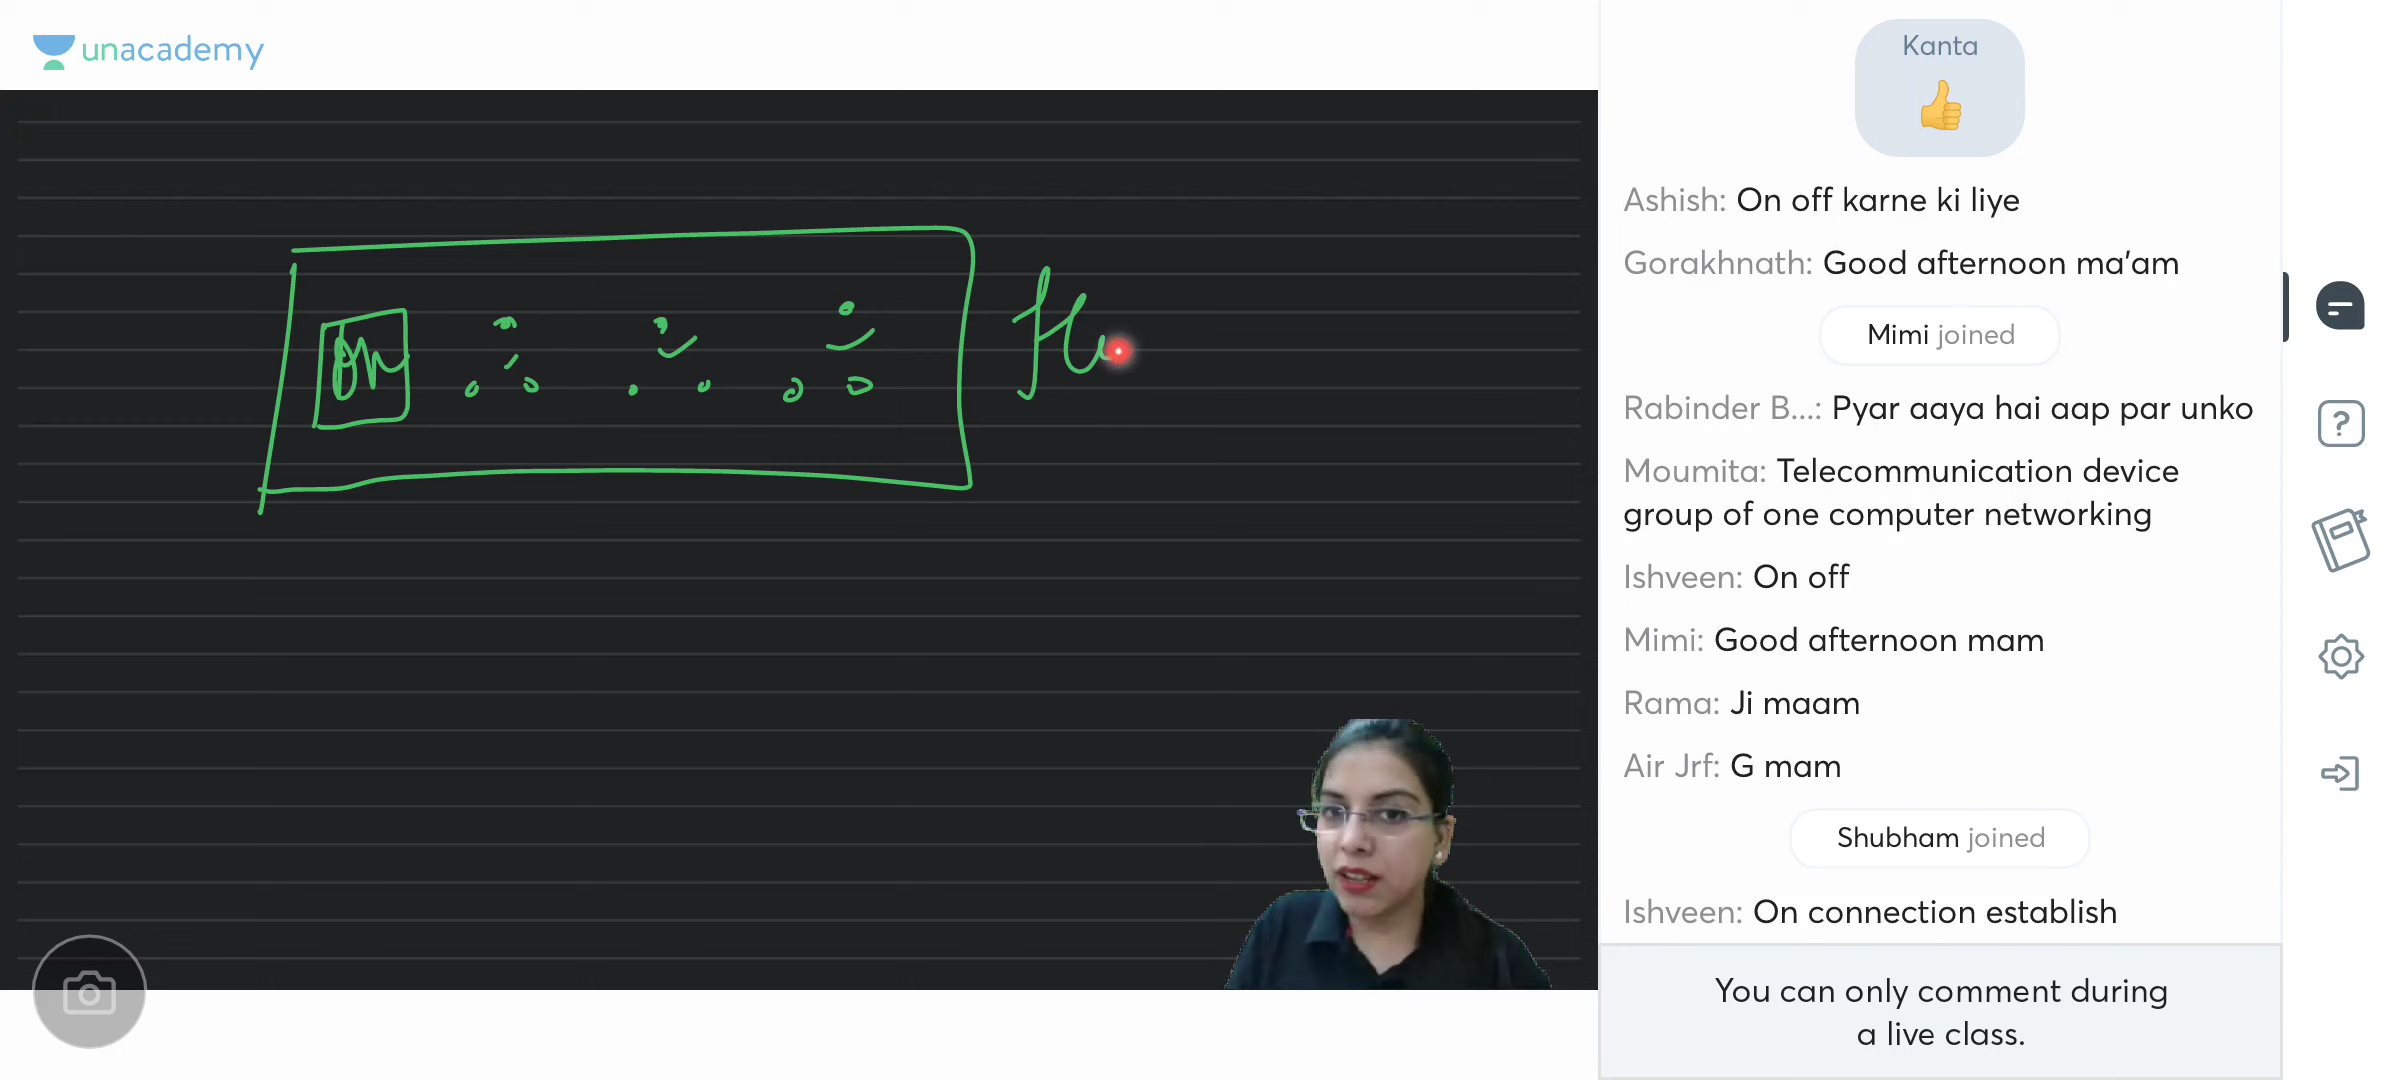 unacademy
On
Hu
Kanta
👍
Ashish: On off karne ki liye
Gorakhnath: Good afternoon ma'am
Mimi joined
Rabinder B...: Pyar aaya hai aap par unko
Moumita: Telecommunication device
group of one computer networking
Ishveen: On off
Mimi: Good afternoon mam
Rama: Ji maam
Air Jrf: G mam
Shubham joined
Ishveen: On connection establish
You can only comment during
a live class.